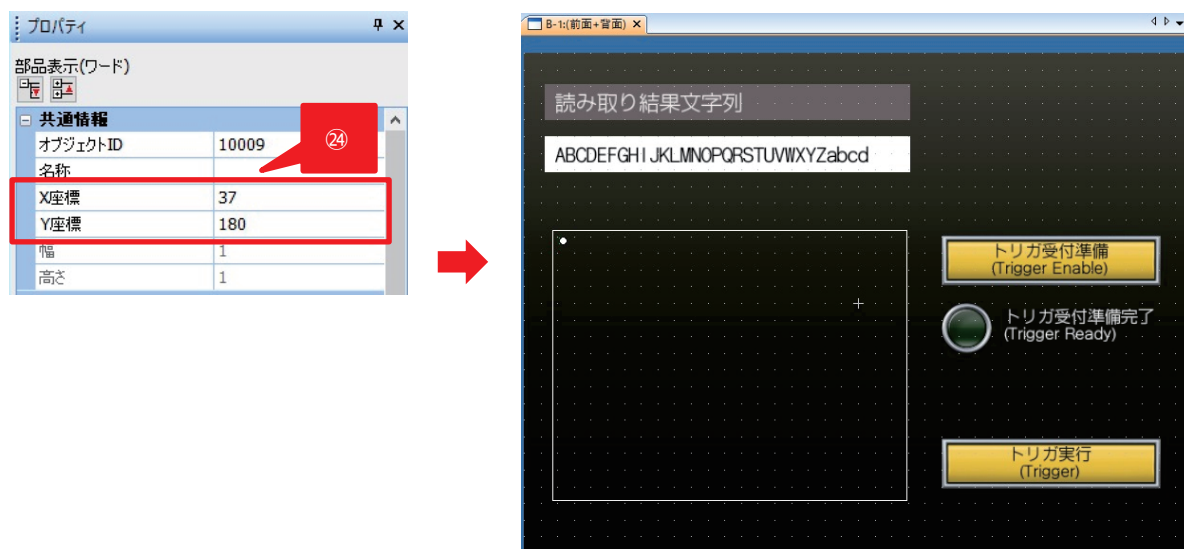 プロパティ
部品表示(ワード)
共通情報
オブジェクトID 10009
名称
X座標 37
Y座標 180
幅 1
高さ 1
㉔
B-1:(前面+背面)
読み取り結果文字列
ABCDEFGHIJKLMNOPQRSTUVWXYZabcd
トリガ受付準備
(Trigger Enable)
トリガ受付準備完了
(Trigger Ready)
トリガ実行
(Trigger)